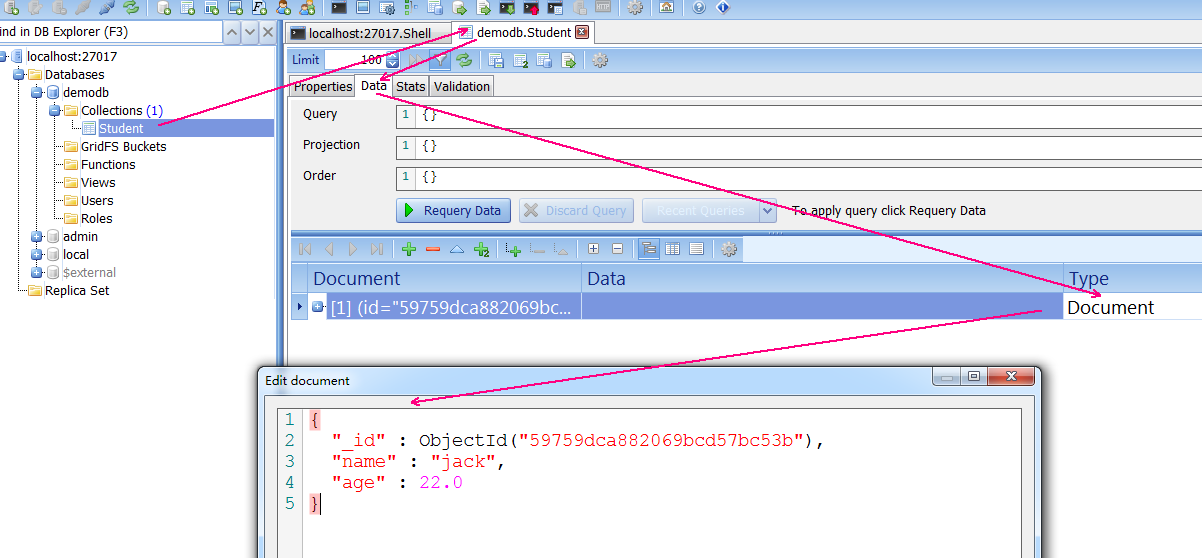 ind in DB Explorer (F3)
localhost:27017
Databases
demodb
Collections (1)
Student
GridFS Buckets
Functions
Views
Users
Roles
admin
local
$external
Replica Set
localhost:27017.Shell
demodb.Student
Limit 100
Properties Data Stats Validation
Query 1 {}
Projection 1 {}
Order 1 {}
Requery Data Discard Query Recent Queries To apply query click Requery Data
Document Data Type
[1] (id="59759dca882069bc... Document
Edit document
1 {
2 "_id" : ObjectId("59759dca882069bcd57bc53b"),
3 "name" : "jack",
4 "age" : 22.0
5 }